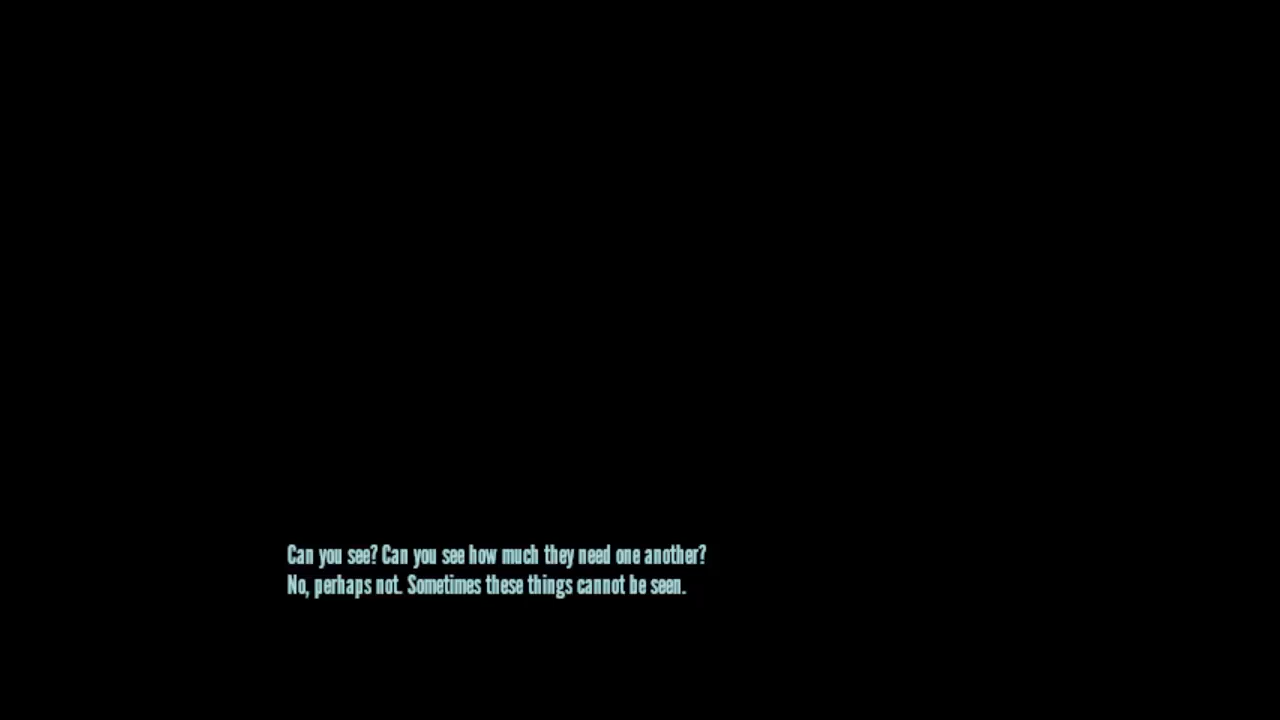 Can you see? Can you see how much they need one another?
No, perhaps not. Sometimes these things cannot be seen.